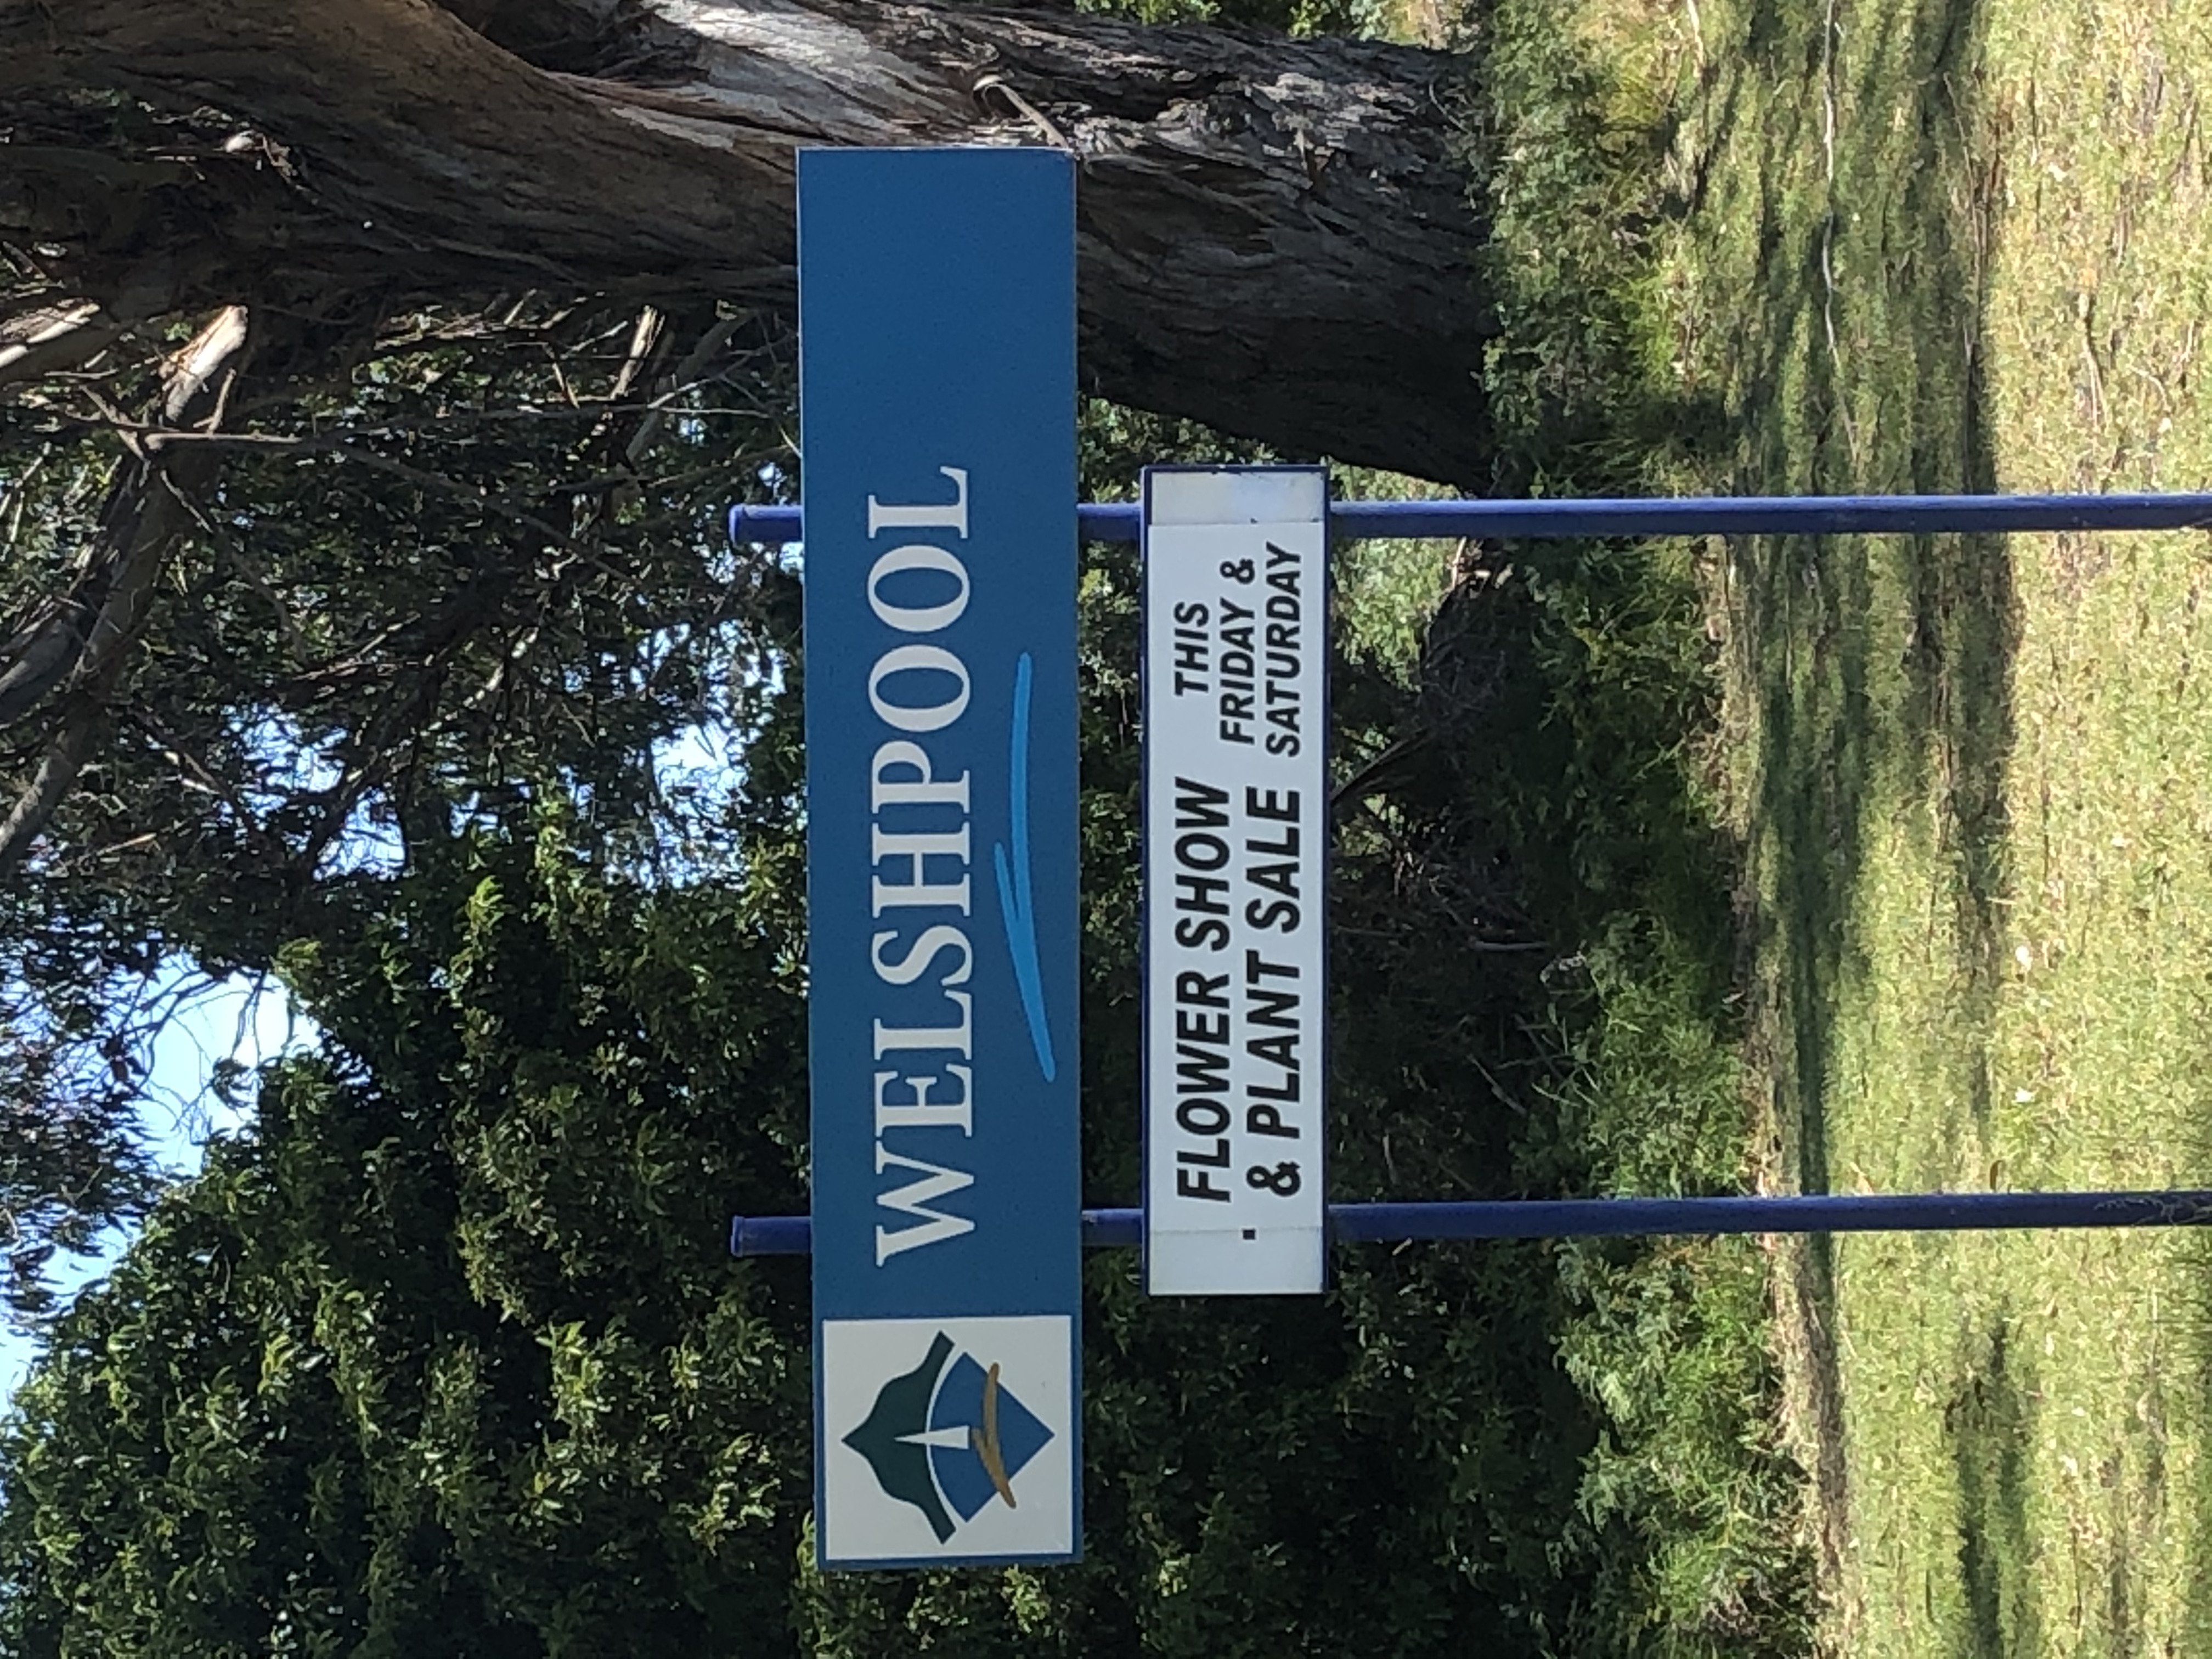 WELSHPOOL
FLOWER SHOW
& PLANT SALE
THIS
FRIDAY &
SATURDAY